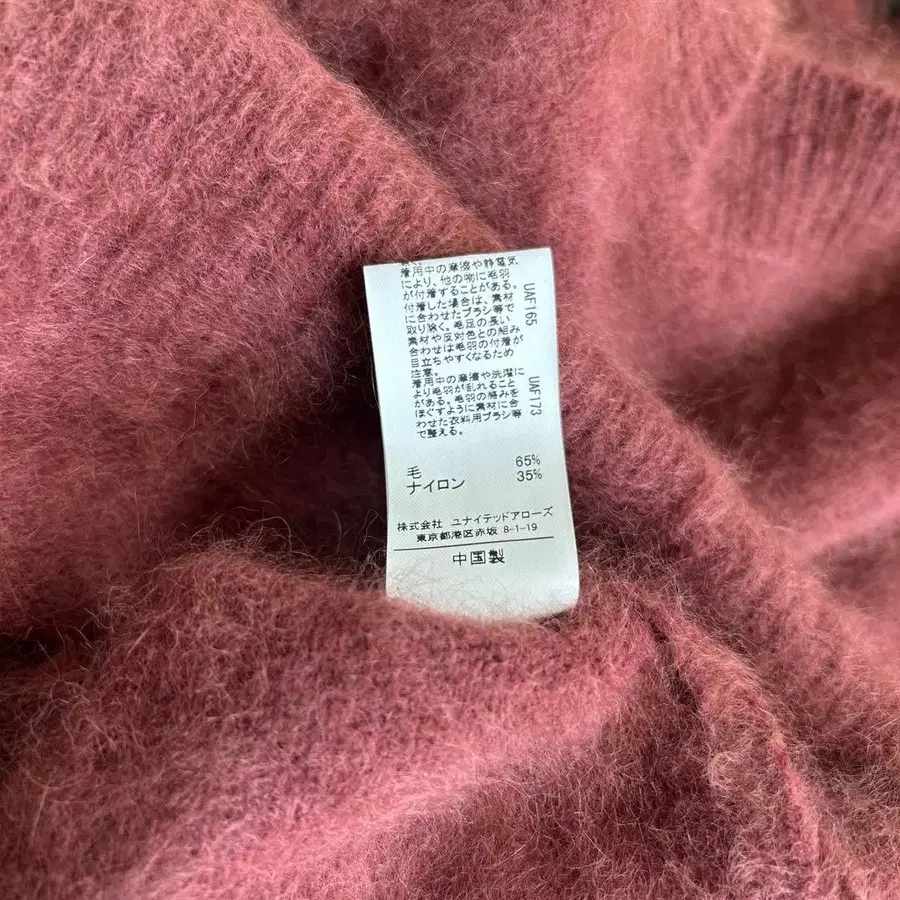 着用中の摩擦や静電気
により、他の物に毛羽
が付着することがある。
付着した場合は、素材
に合わせたブラシ等で
取り除く。毛足の長い
素材や反対色との組み
合わせは毛羽の付着が
目立ちやすくなるため
注意。
UAF165
着用中の摩擦や洗濯に
より毛羽が乱れること
がある。毛羽の絡みを
ほぐすように素材に合
わせた衣料用ブラシ等
で整える。
UAF173
毛 65%
ナイロン 35%
株式会社 ユナイテッドアローズ
東京都港区赤坂 8-1-19
中国製